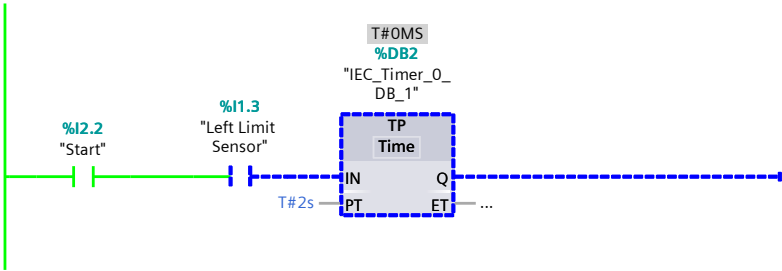 T#0MS
%DB2
"IEC_Timer_0_
DB_1"
%I1.3
"Left Limit
Sensor"
%I2.2
"Start"
TP
Time
IN
Q
T#2s
PT
ET
...